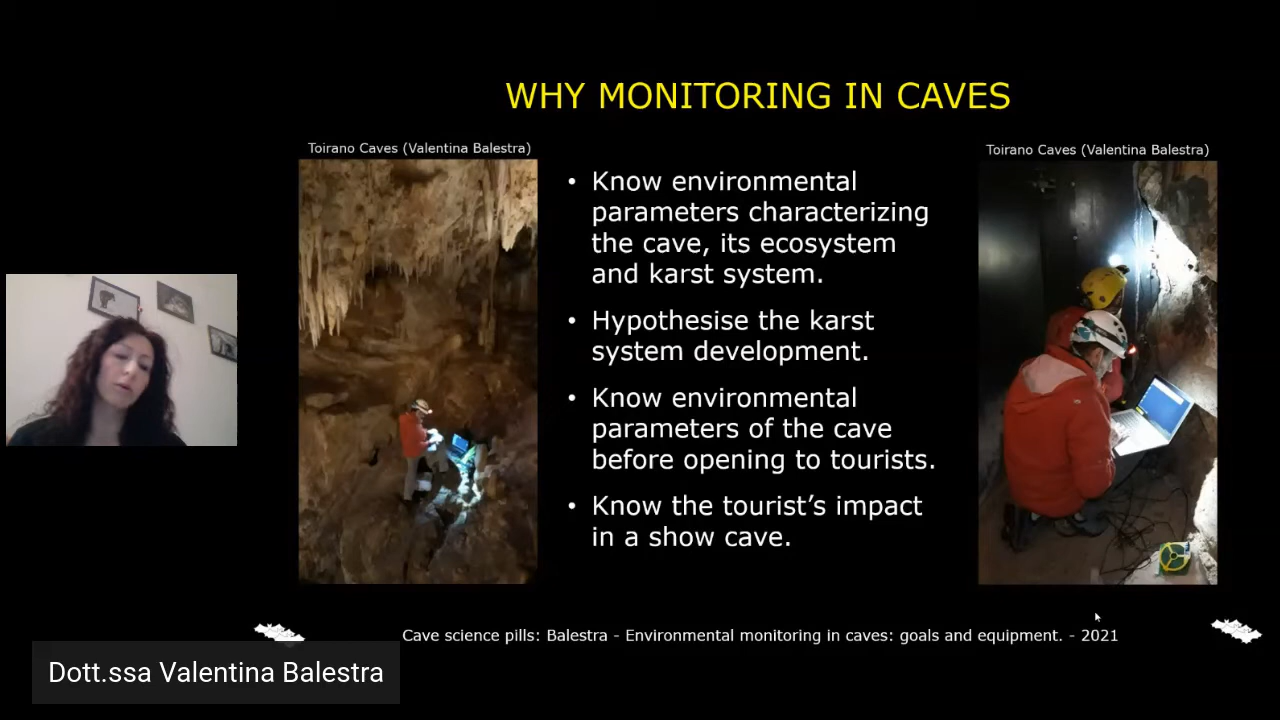 WHY MONITORING IN CAVES
Toirano Caves (Valentina Balestra)
Toirano Caves (Valentina Balestra)
• Know environmental
parameters characterizing
the cave, its ecosystem
and karst system.
• Hypothesise the karst
system development.
• Know environmental
parameters of the cave
before opening to tourists.
• Know the tourist’s impact
in a show cave.
Cave science pills: Balestra - Environmental monitoring in caves: goals and equipment. - 2021
Dott.ssa Valentina Balestra